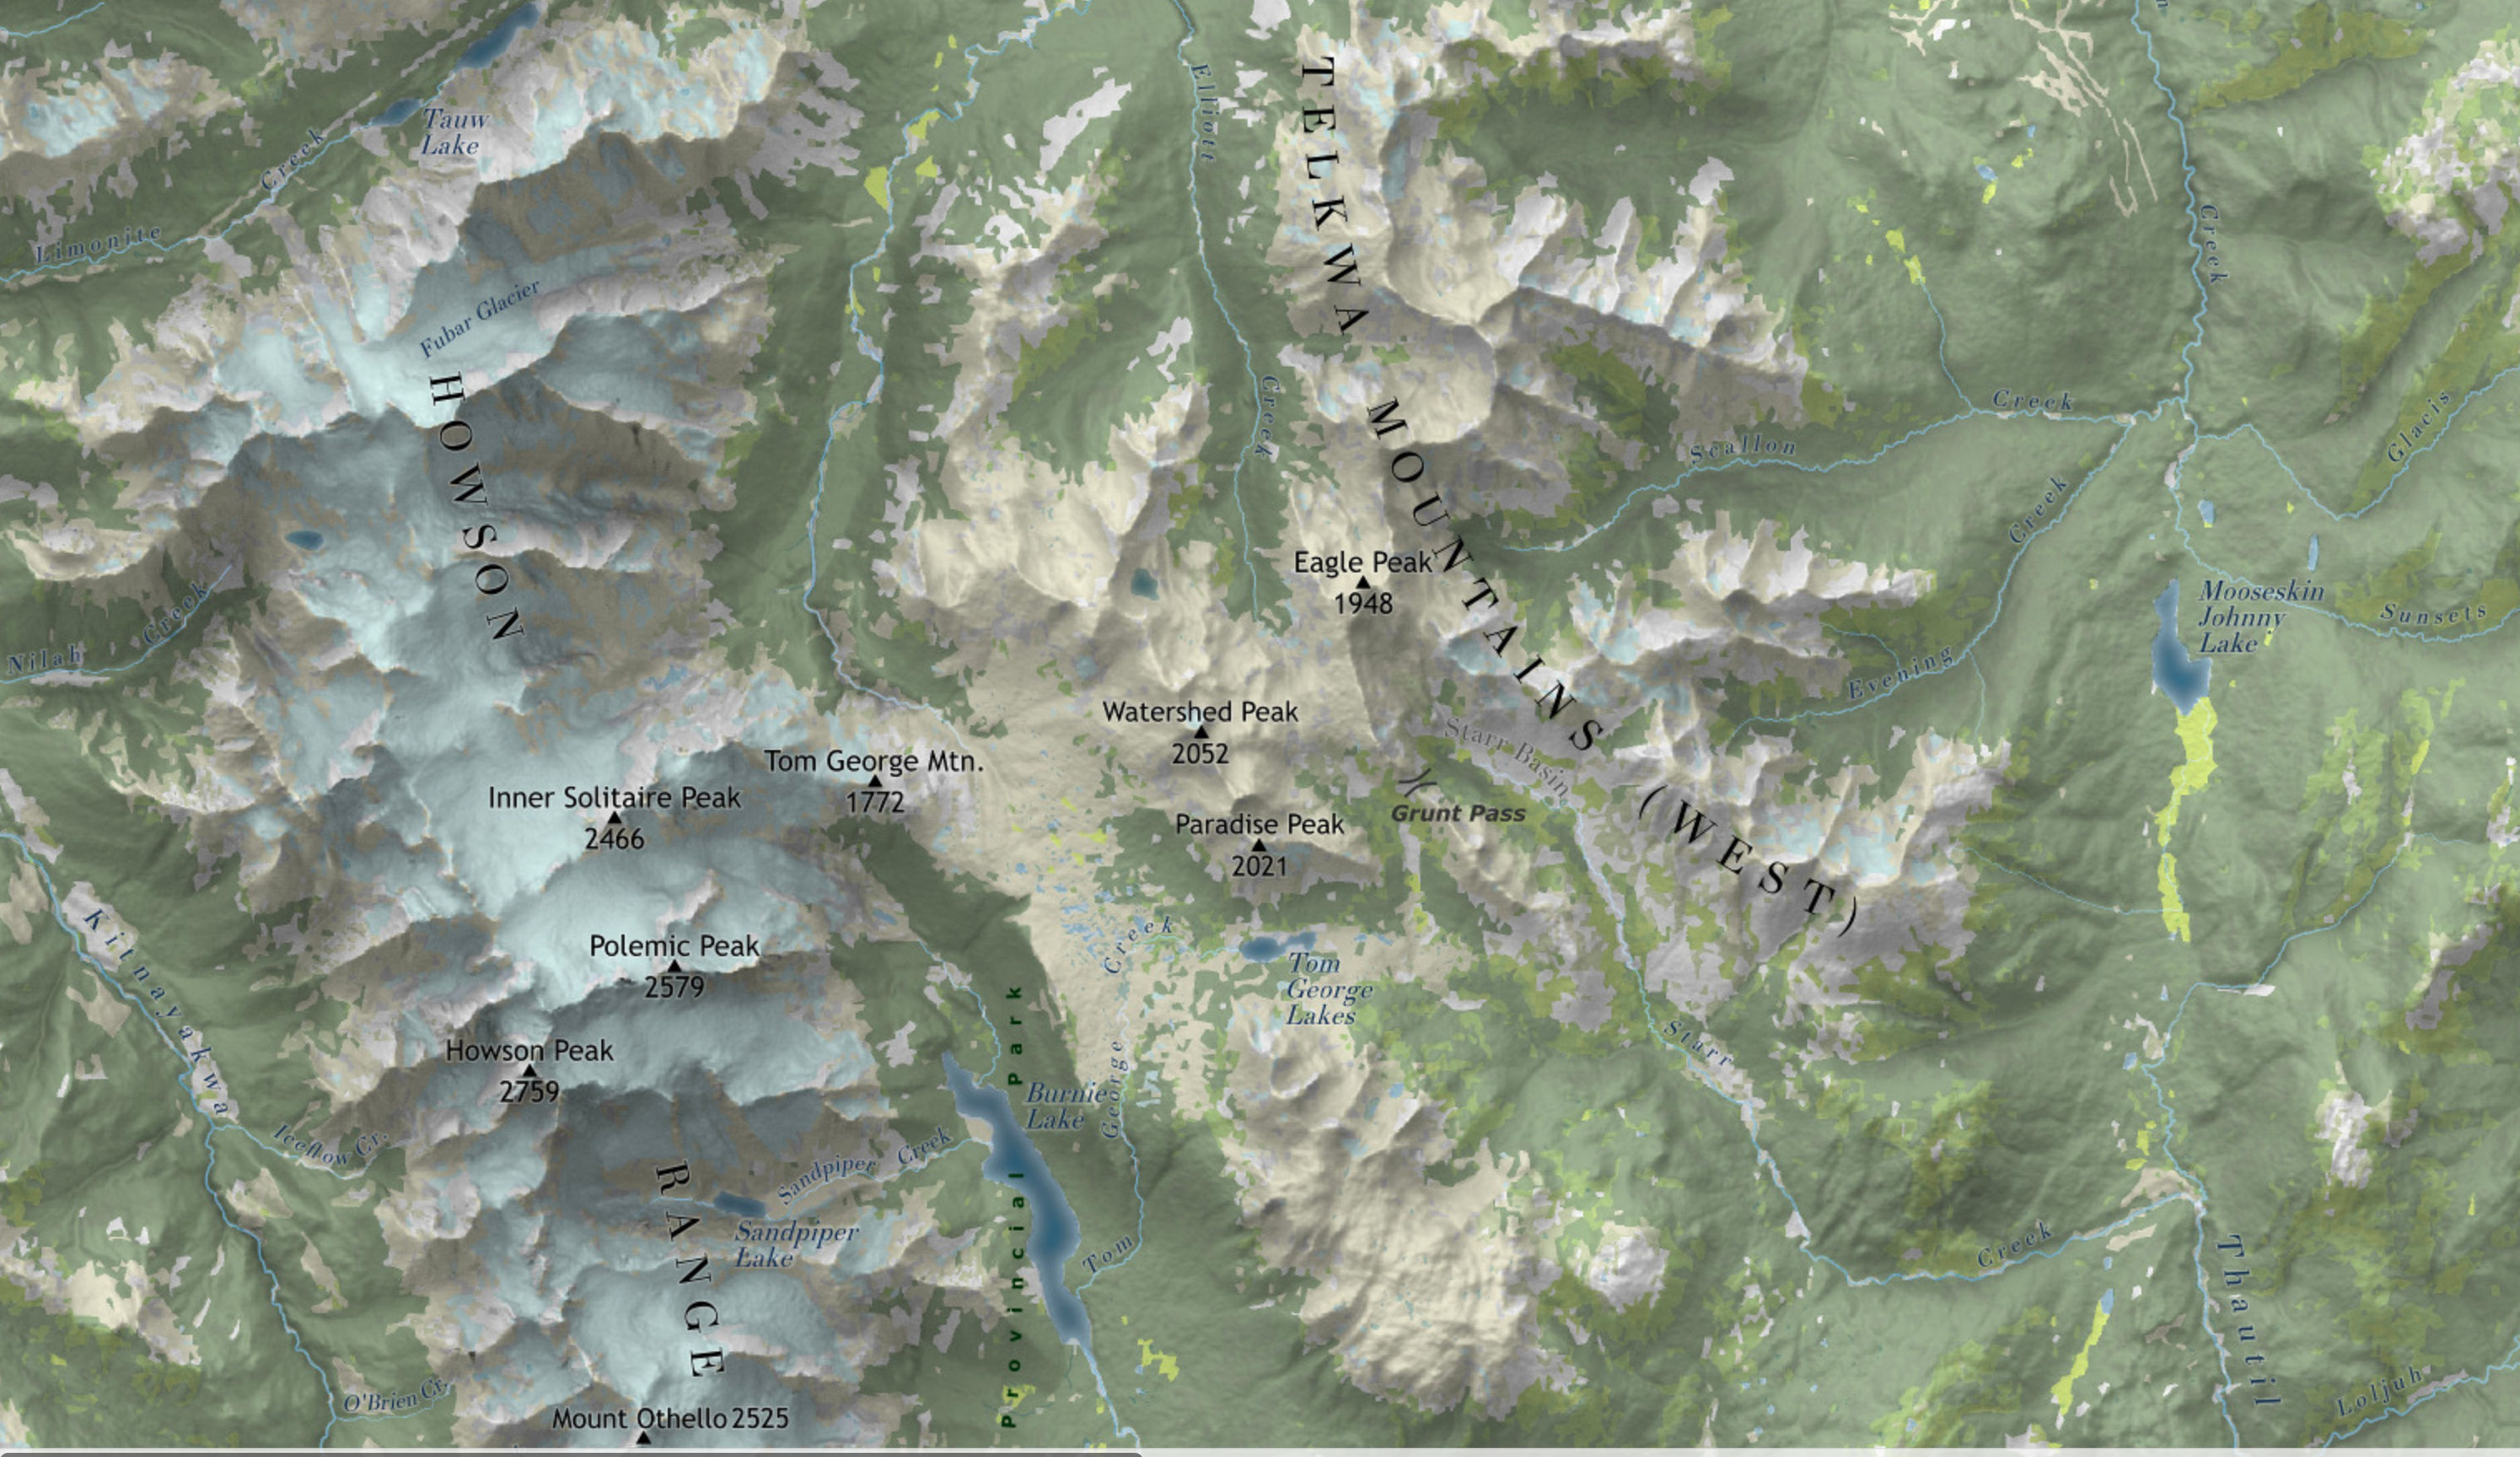 Tauw
Lake
Limonite Creek
Fubar Glacier
HOWSON
RANGE
Nilah Creek
Elliott
Creek
TELKWA MOUNTAINS (WEST)
Creek
Scallon Creek
Glacis
Evening Creek
Sunsets
Mooseskin
Johnny
Lake
Eagle Peak
1948
Watershed Peak
2052
Starr Basin
Grunt Pass
Tom George Mtn.
1772
Inner Solitaire Peak
2466
Paradise Peak
2021
Polemic Peak
2579
Tom
George
Lakes
Howson Peak
2759
Kitnayakwa
Iceflow Cr.
Burnie
Lake
Provincial Park
Tom George Creek
Starr Creek
Sandpiper Creek
Sandpiper
Lake
O'Brien Cr.
Mount Othello 2525
Thautil
Loljuh